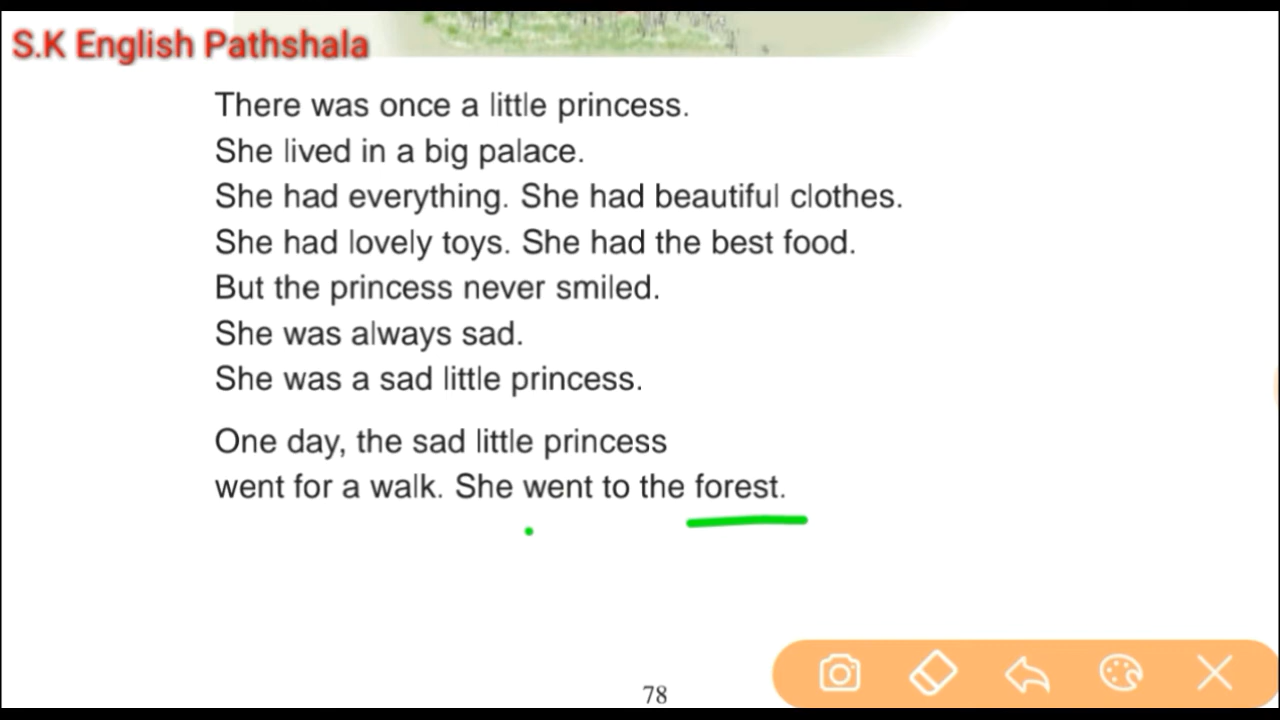 S.K English Pathshala
There was once a little princess.
She lived in a big palace.
She had everything. She had beautiful clothes.
She had lovely toys. She had the best food.
But the princess never smiled.
She was always sad.
She was a sad little princess.
One day, the sad little princess
went for a walk. She went to the forest.
78